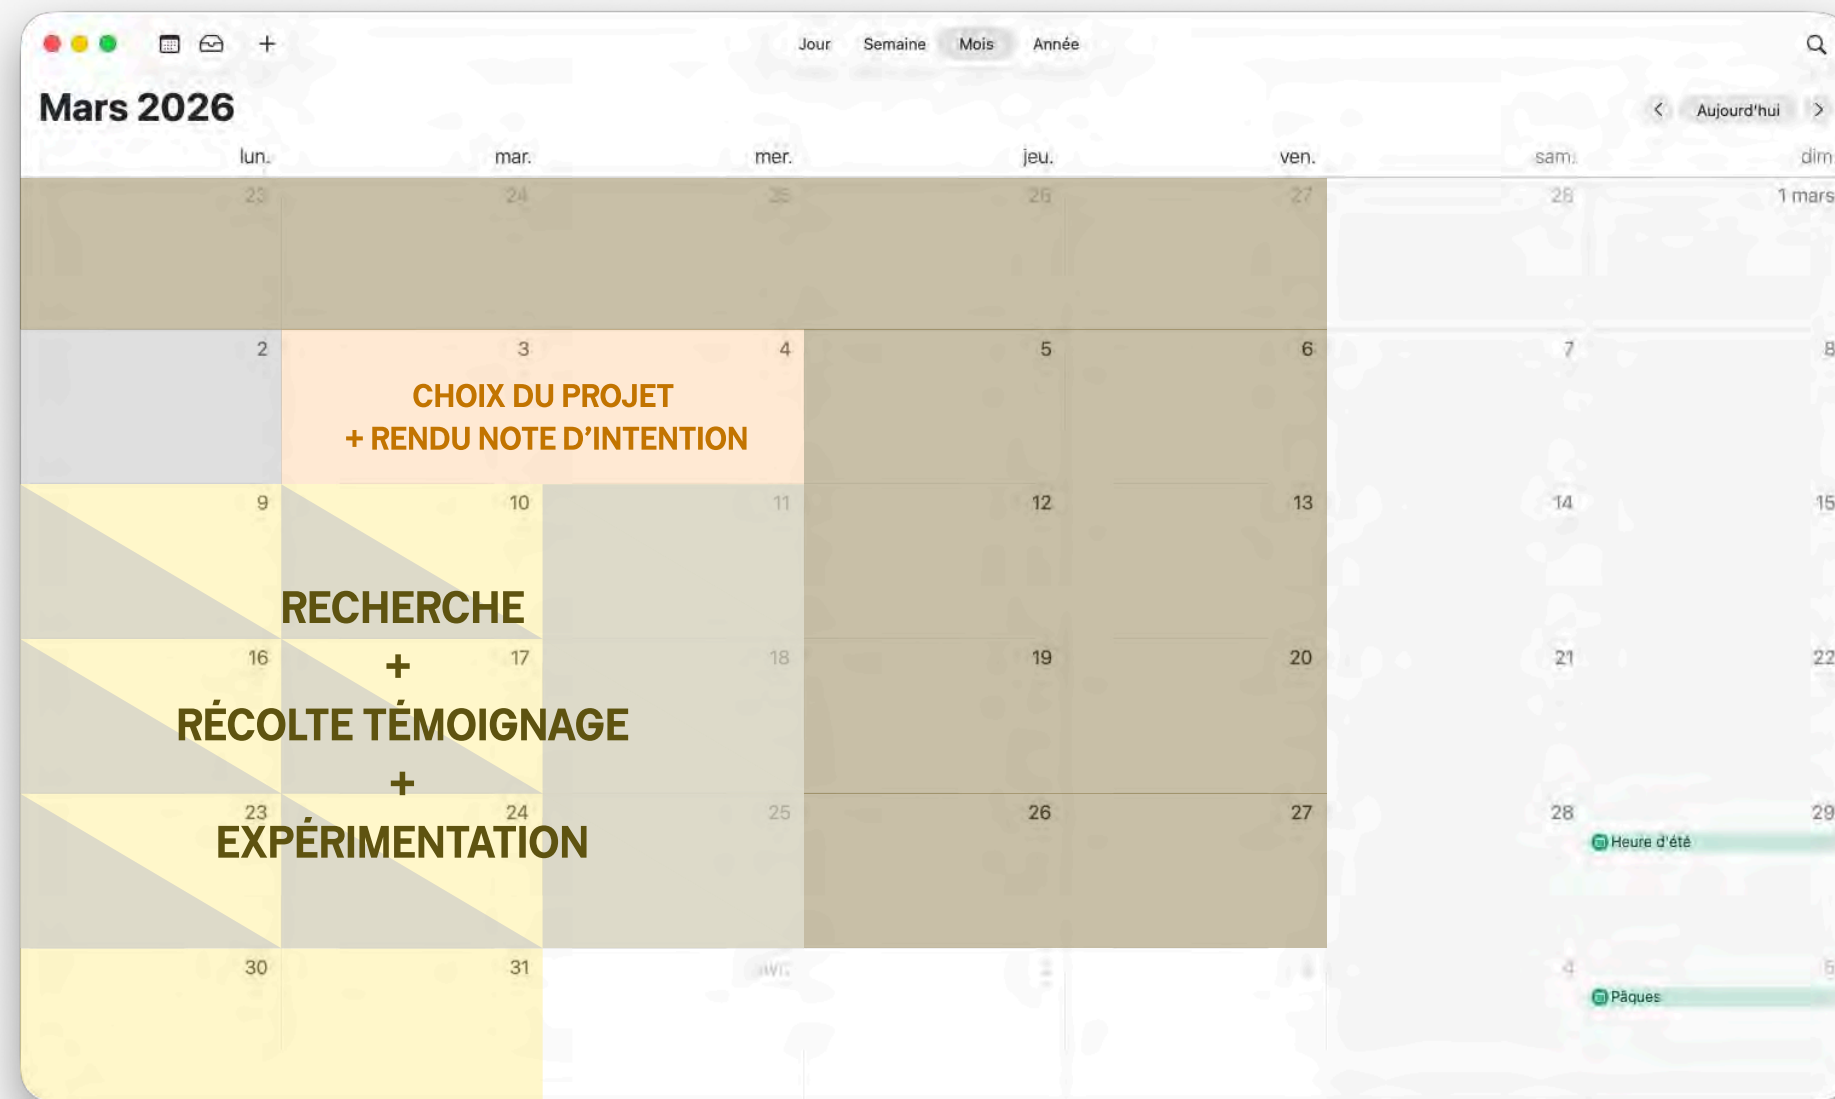 Jour Semaine Mois Année
Mars 2026
Aujourd'hui
lun. mar. mer. jeu. ven. sam. dim
23 24 25 26 27 28 1 mars
2 3 4 5 6 7 8
CHOIX DU PROJET
+ RENDU NOTE D'INTENTION
9 10 11 12 13 14 15
RECHERCHE
+
16 17 18 19 20 21 22
RÉCOLTE TÉMOIGNAGE
+
23 24 25 26 27 28 29
EXPÉRIMENTATION
Heure d'été
30 31 4
Pâques